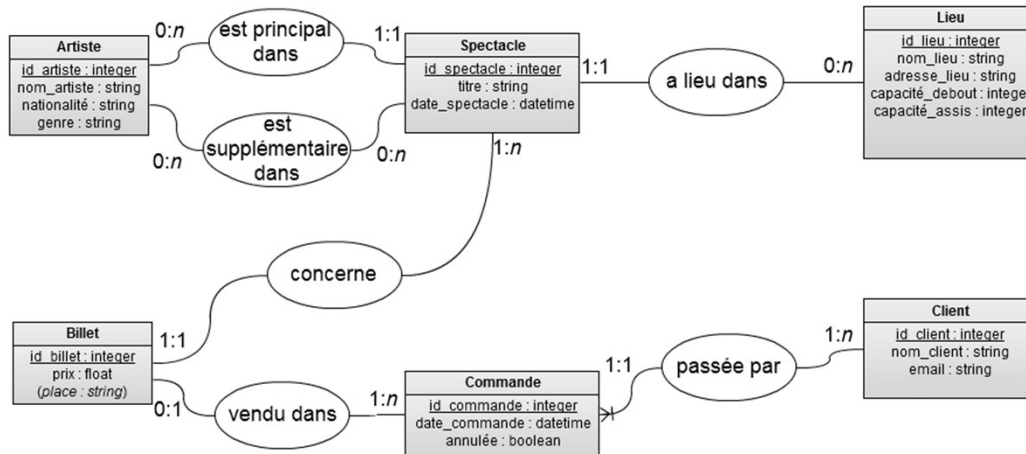 Artiste
id_artiste : integer
nom_artiste : string
nationalité : string
genre : string
0:n
est principal
dans
1:1
Spectacle
id_spectacle : integer
titre : string
date_spectacle : datetime
1:1
a lieu dans
0:n
Lieu
id_lieu : integer
nom_lieu : string
adresse_lieu : string
capacité_debout : intege
capacité_assis : integer
0:n
est
supplémentaire
dans
0:n
1:n
concerne
1:1
Billet
id_billet : integer
prix : float
(place : string)
0:1
vendu dans
1:n
Commande
id_commande : integer
date_commande : datetime
annulée : boolean
1:1
passée par
1:n
Client
id_client : integer
nom_client : string
email : string